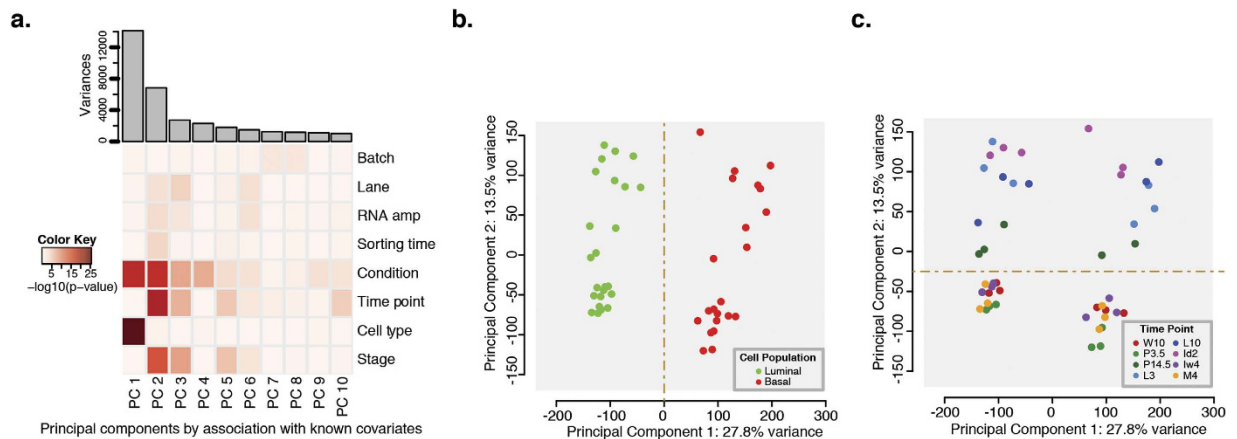 a.
12000
8000
4000
0
Variances
Batch
Lane
RNA amp
Sorting time
Condition
Time point
Cell type
Stage
Color Key
5 15 25
−log10(p-value)
PC 1
PC 2
PC 3
PC 4
PC 5
PC 6
PC 7
PC 8
PC 9
PC 10
Principal components by association with known covariates
b.
Principal Component 2: 13.5% variance
150
100
50
0
-50
-100
-150
Cell Population
Luminal
Basal
-200 -100 0 100 200 300
Principal Component 1: 27.8% variance
c.
Principal Component 2: 13.5% variance
150
100
50
0
-50
-100
-150
Time Point
W10 L10
P3.5 Id2
P14.5 Iw4
L3 M4
-200 -100 0 100 200 300
Principal Component 1: 27.8% variance